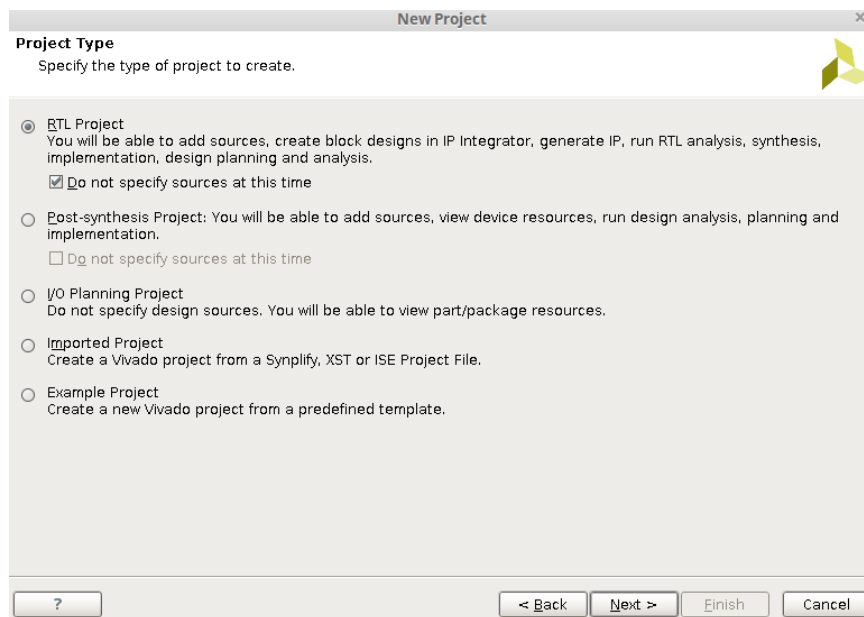 New Project
Project Type
Specify the type of project to create.
RTL Project
You will be able to add sources, create block designs in IP Integrator, generate IP, run RTL analysis, synthesis,
implementation, design planning and analysis.
Do not specify sources at this time
Post-synthesis Project: You will be able to add sources, view device resources, run design analysis, planning and
implementation.
Do not specify sources at this time
I/O Planning Project
Do not specify design sources. You will be able to view part/package resources.
Imported Project
Create a Vivado project from a Synplify, XST or ISE Project File.
Example Project
Create a new Vivado project from a predefined template.
? < Back Next > Finish Cancel